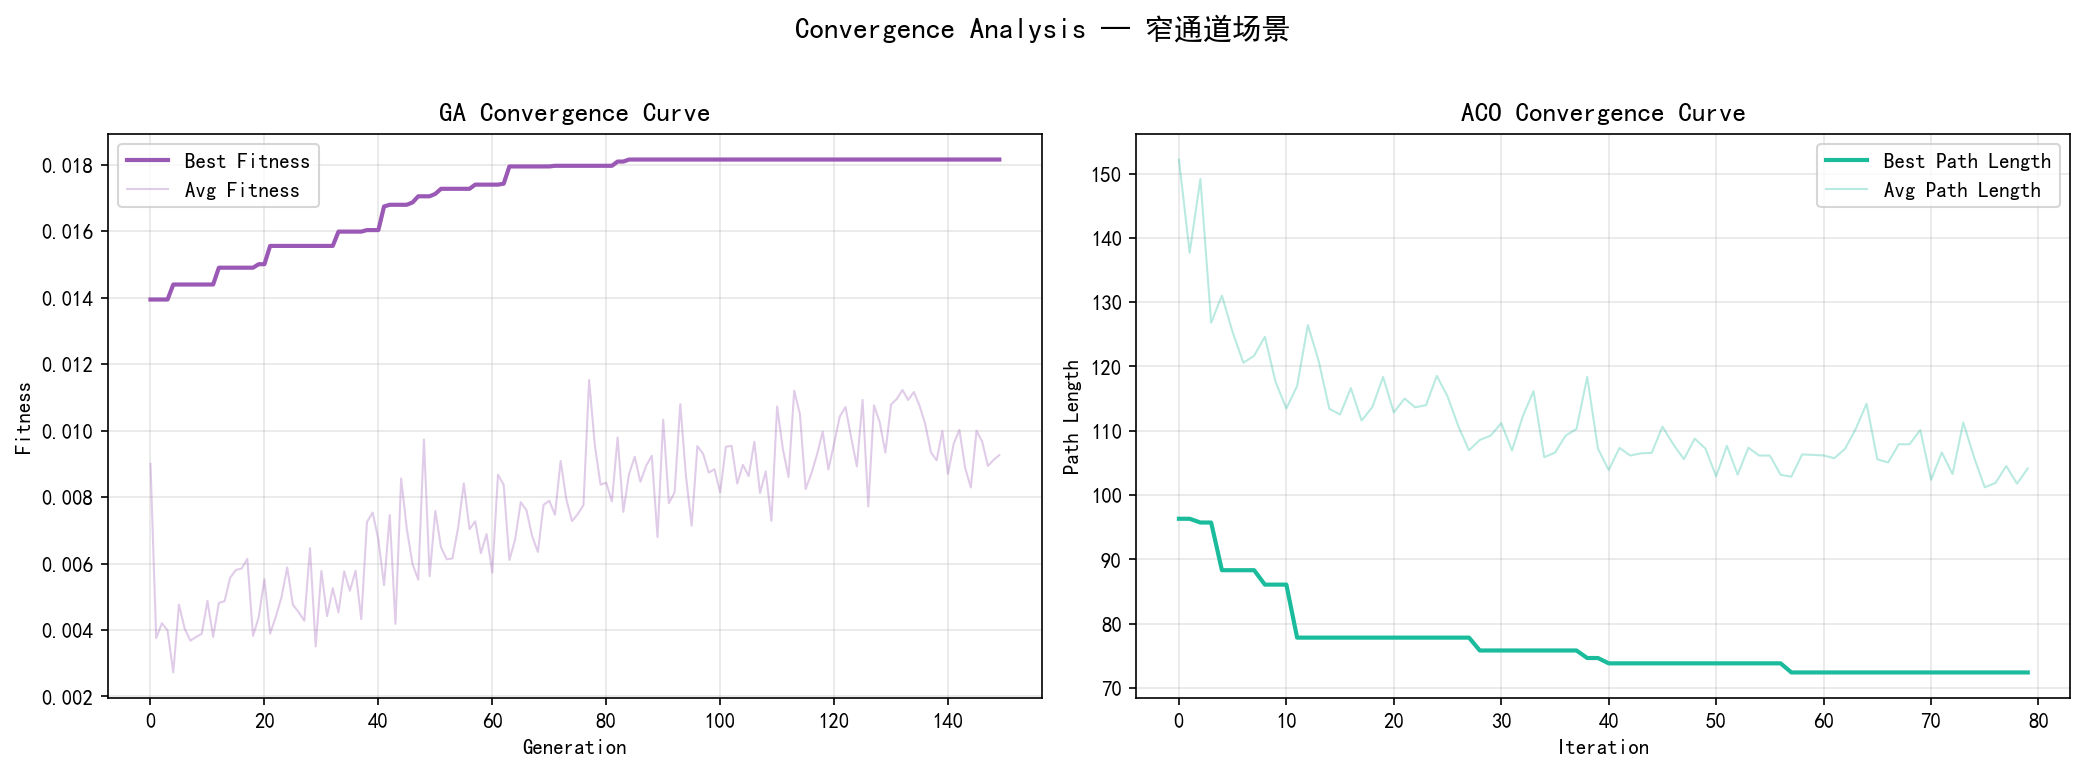 Convergence Analysis — 窄通道场景
GA Convergence Curve
Best Fitness
Avg Fitness
Fitness
0.018
0.016
0.014
0.012
0.010
0.008
0.006
0.004
0.002
0 20 40 60 80 100 120 140
Generation
ACO Convergence Curve
Best Path Length
Avg Path Length
Path Length
150
140
130
120
110
100
90
80
70
0 10 20 30 40 50 60 70 80
Iteration